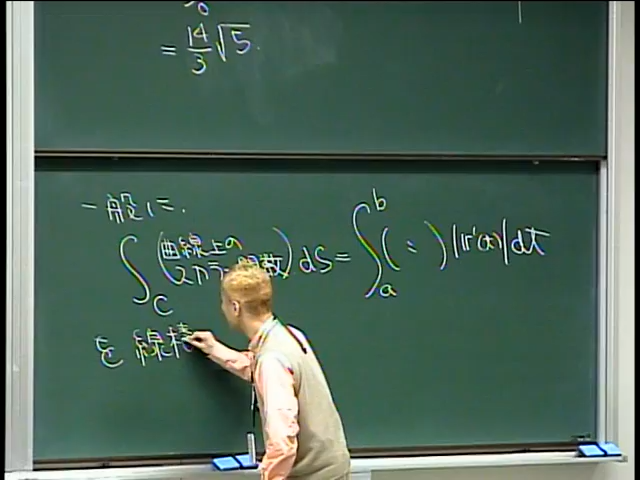 = 14/3 √5.
一般に.
∫_C (曲線上の スカラー関数) ds = ∫_a^b ( : ) |r'(t)| dt
を 線積